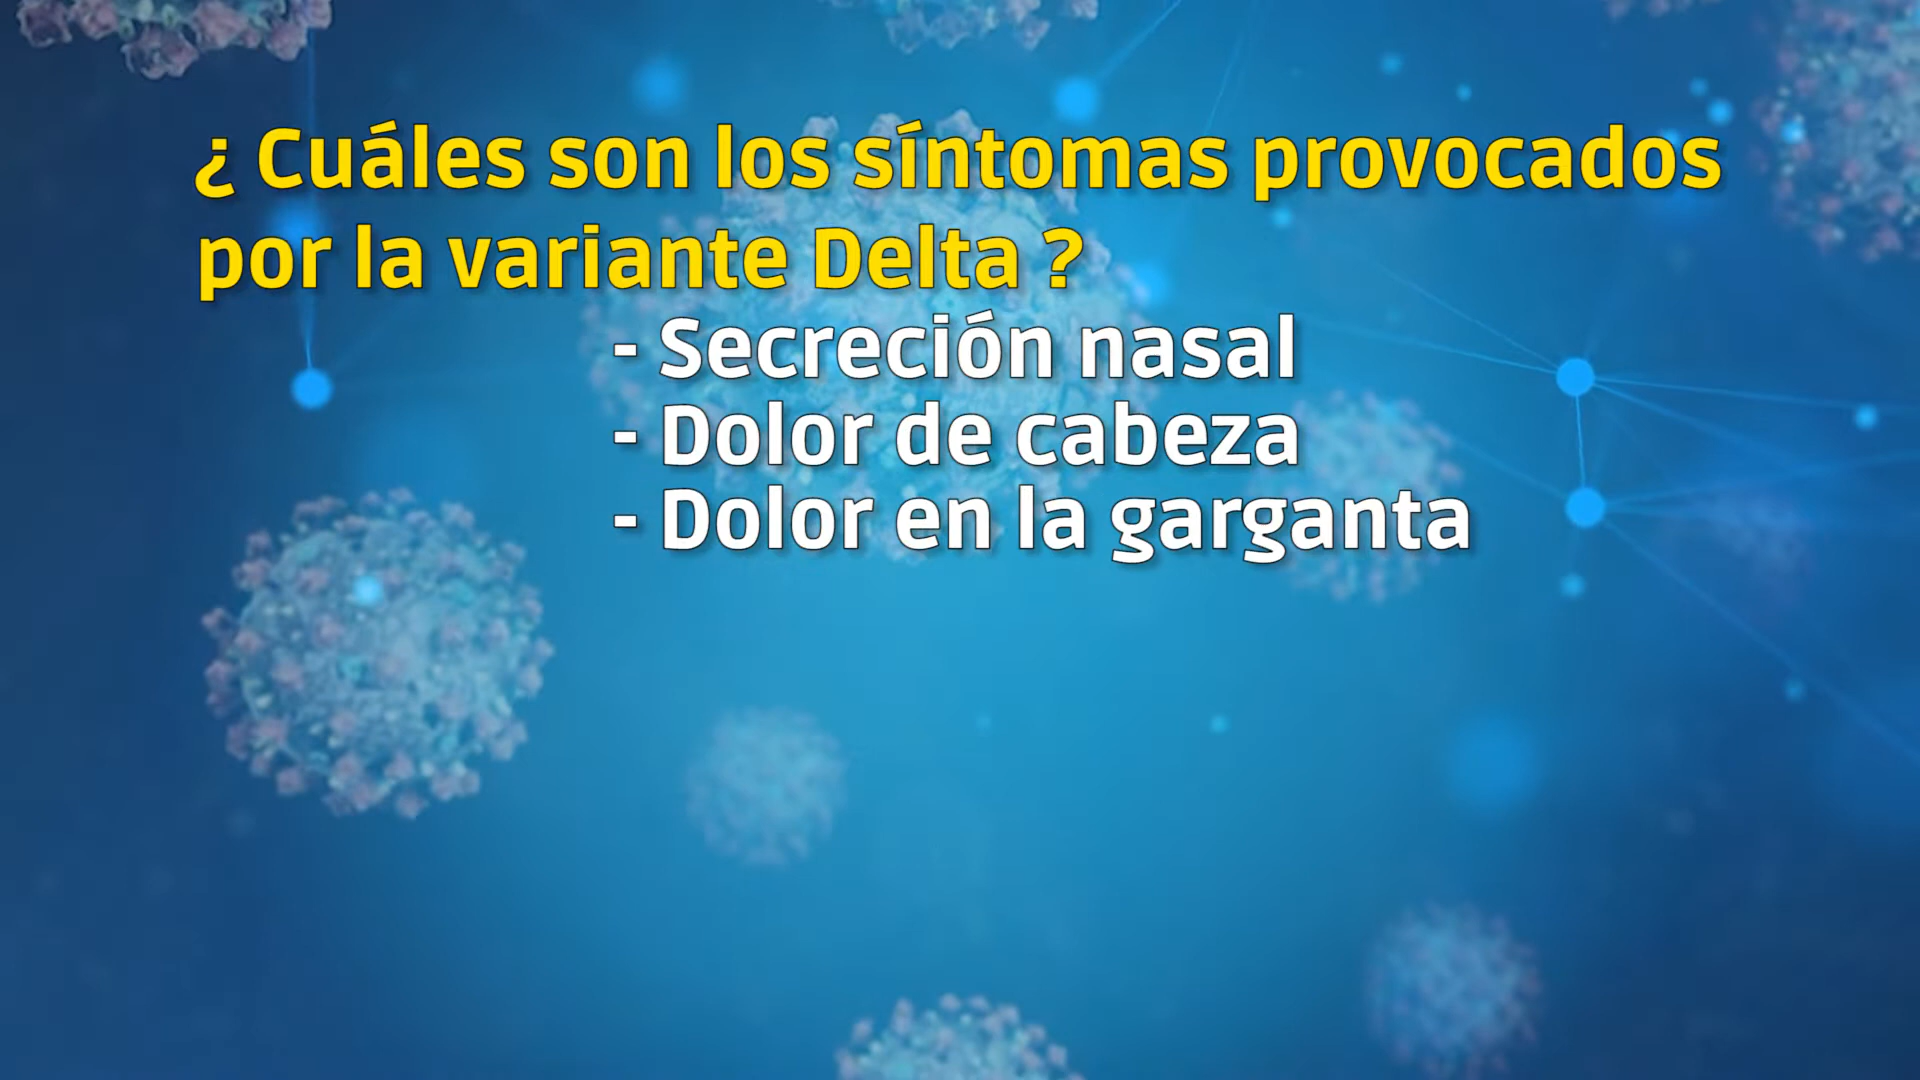 ¿ Cuáles son los síntomas provocados
por la variante Delta ?
- Secreción nasal
- Dolor de cabeza
- Dolor en la garganta